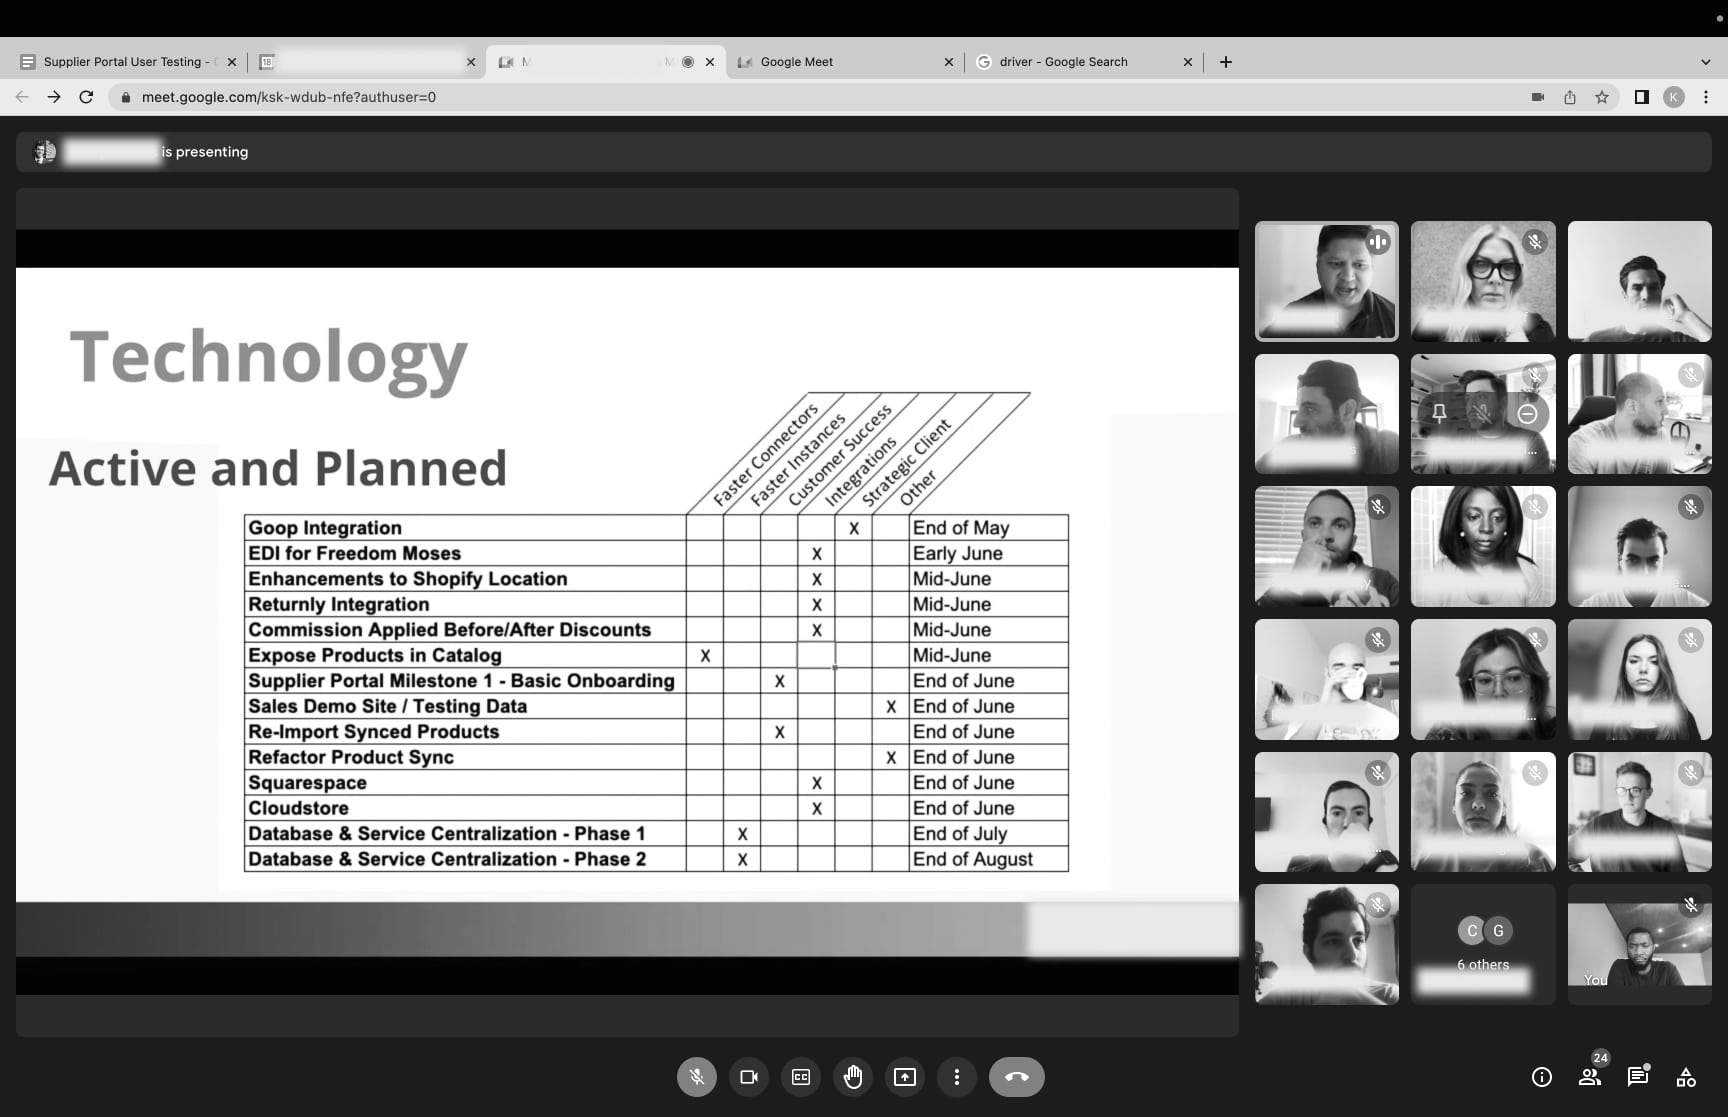 Supplier Portal User Testing -
18
M
Google Meet
driver - Google Search
meet.google.com/ksk-wdub-nfe?authuser=0
K
is presenting
Technology
Active and Planned
Faster Connectors
Faster Instances
Customer Success
Integrations
Strategic Client
Other
Goop Integration X End of May
EDI for Freedom Moses X Early June
Enhancements to Shopify Location X Mid-June
Returnly Integration X Mid-June
Commission Applied Before/After Discounts X Mid-June
Expose Products in Catalog X Mid-June
Supplier Portal Milestone 1 - Basic Onboarding X End of June
Sales Demo Site / Testing Data X End of June
Re-Import Synced Products X End of June
Refactor Product Sync X End of June
Squarespace X End of June
Cloudstore X End of June
Database & Service Centralization - Phase 1 X End of July
Database & Service Centralization - Phase 2 X End of August
C G
6 others
You
CC
24